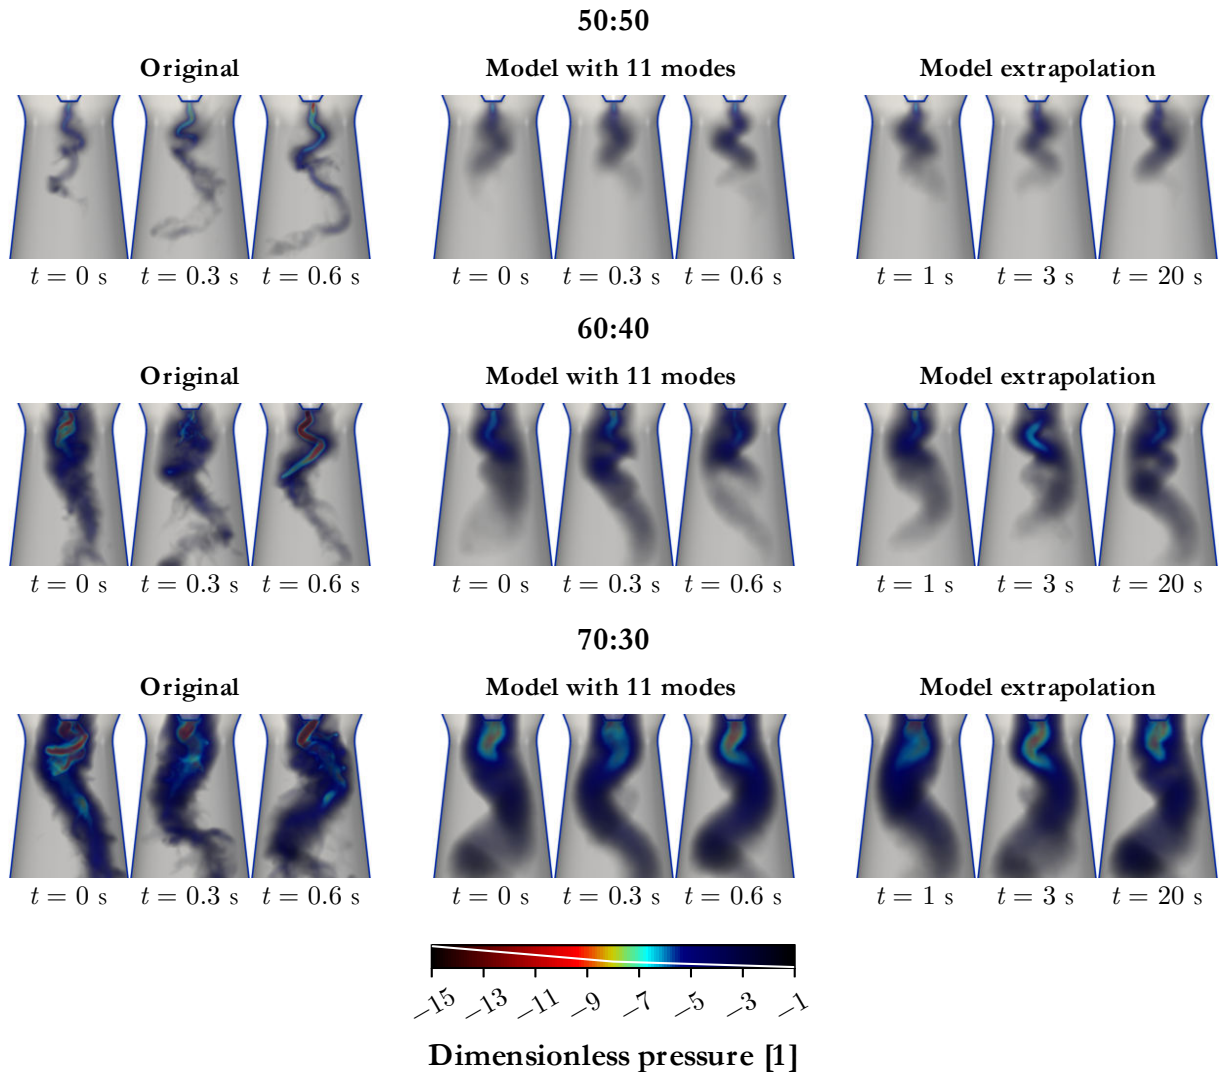 50:50
Original Model with 11 modes Model extrapolation
t = 0 s t = 0.3 s t = 0.6 s t = 0 s t = 0.3 s t = 0.6 s t = 1 s t = 3 s t = 20 s
60:40
Original Model with 11 modes Model extrapolation
t = 0 s t = 0.3 s t = 0.6 s t = 0 s t = 0.3 s t = 0.6 s t = 1 s t = 3 s t = 20 s
70:30
Original Model with 11 modes Model extrapolation
t = 0 s t = 0.3 s t = 0.6 s t = 0 s t = 0.3 s t = 0.6 s t = 1 s t = 3 s t = 20 s
−15 −13 −11 −9 −7 −5 −3 −1
Dimensionless pressure [1]